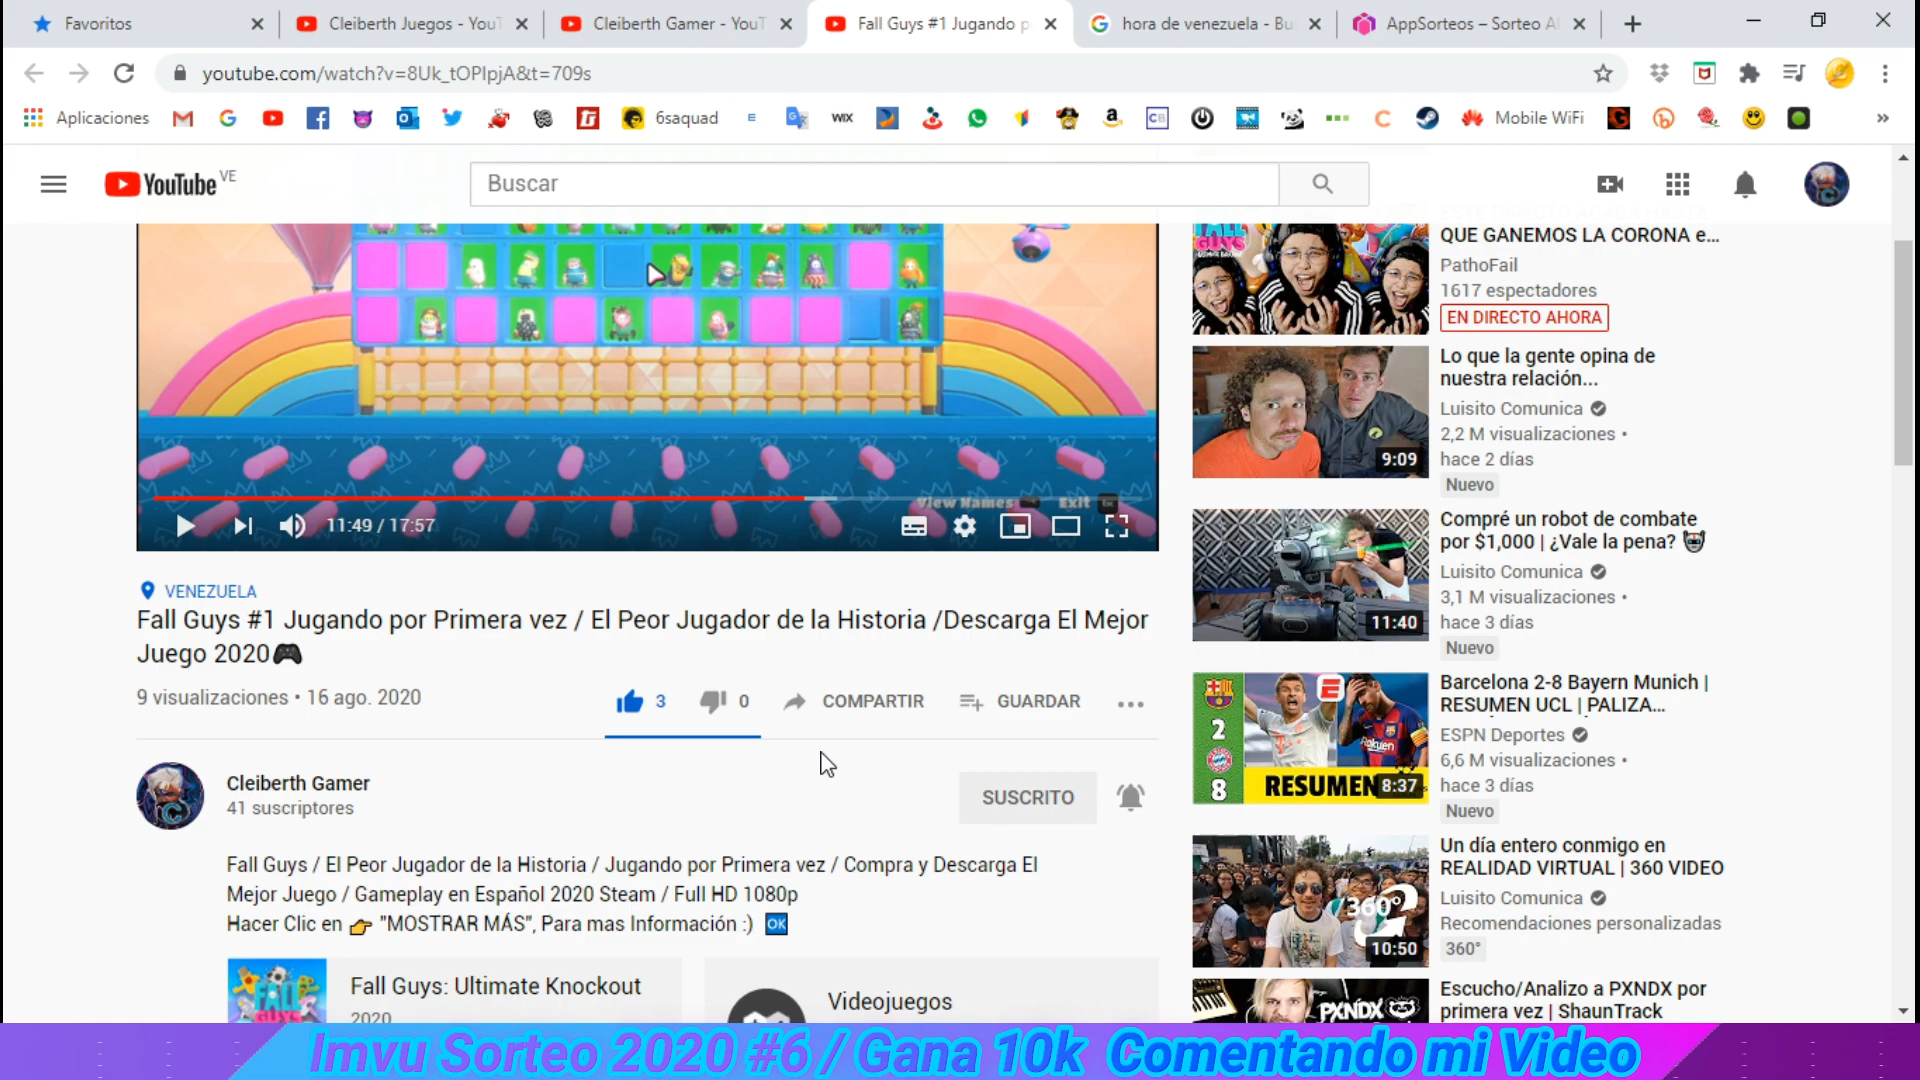 Favoritos
Cleiberth Juegos - YouT
Cleiberth Gamer - YouT
Fall Guys #1 Jugando p
hora de venezuela - Bu
AppSorteos – Sorteo Al
youtube.com/watch?v=8Uk_tOPIpjA&t=709s
Aplicaciones
6squad
WIX
Mobile WiFi
YouTube VE
Buscar
View Names
Exit
11:49 / 17:57
VENEZUELA
Fall Guys #1 Jugando por Primera vez / El Peor Jugador de la Historia /Descarga El Mejor
Juego 2020🎮
9 visualizaciones • 16 ago. 2020
3
0
COMPARTIR
GUARDAR
Cleiberth Gamer
41 suscriptores
SUSCRITO
Fall Guys / El Peor Jugador de la Historia / Jugando por Primera vez / Compra y Descarga El
Mejor Juego / Gameplay en Español 2020 Steam / Full HD 1080p
Hacer Clic en 👉 "MOSTRAR MÁS", Para mas Información :) 🆗
Fall Guys: Ultimate Knockout
2020
Videojuegos
QUE GANEMOS LA CORONA e...
PathoFail
1617 espectadores
EN DIRECTO AHORA
Lo que la gente opina de
nuestra relación...
Luisito Comunica
2,2 M visualizaciones •
hace 2 días
Nuevo
9:09
Compré un robot de combate
por $1,000 | ¿Vale la pena?
Luisito Comunica
3,1 M visualizaciones •
hace 3 días
Nuevo
11:40
Barcelona 2-8 Bayern Munich |
RESUMEN UCL | PALIZA...
ESPN Deportes
6,6 M visualizaciones •
hace 3 días
Nuevo
2
8
RESUMEN
8:37
Un día entero conmigo en
REALIDAD VIRTUAL | 360 VIDEO
Luisito Comunica
Recomendaciones personalizadas
360°
360°
10:50
Escucho/Analizo a PXNDX por
primera vez | ShaunTrack
PXNDX
Imvu Sorteo 2020 #6 / Gana 10k Comentando mi Video